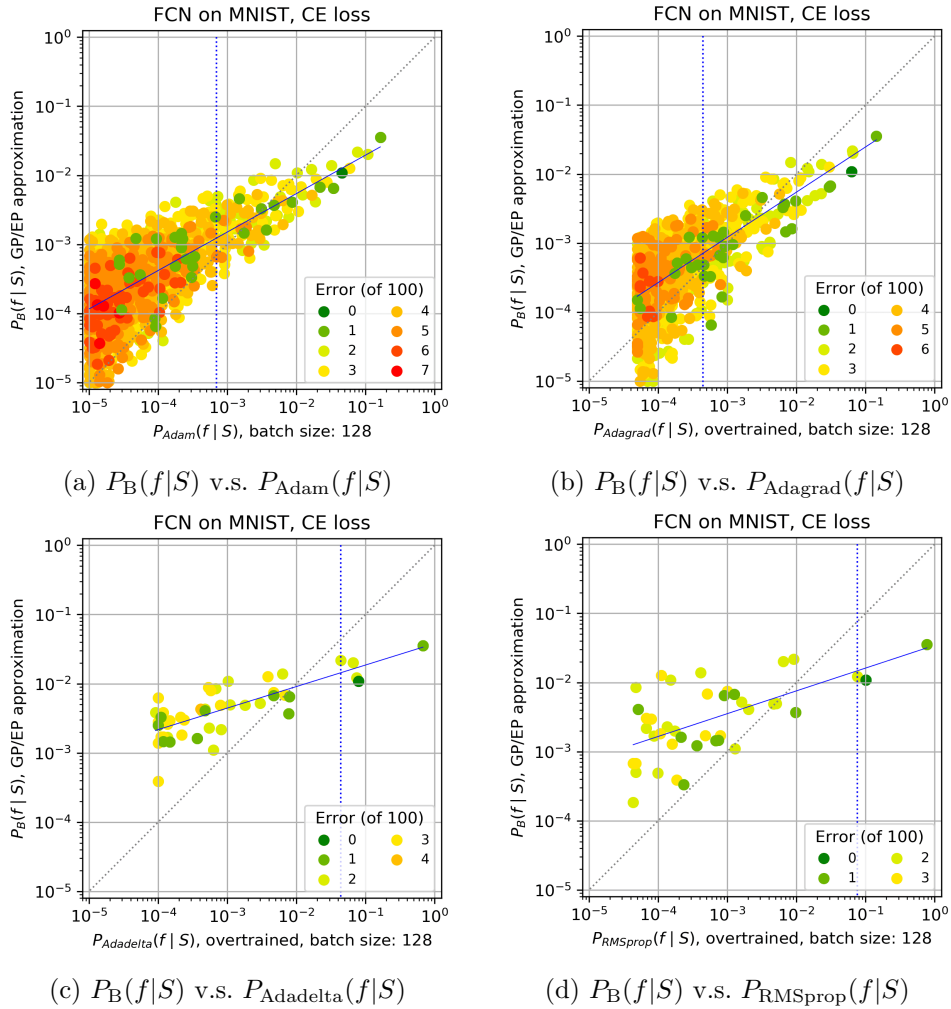 FCN on MNIST, CE loss
P_B(f | S), GP/EP approximation
10^0
10^-1
10^-2
10^-3
10^-4
10^-5
Error (of 100)
0 4
1 5
2 6
3 7
10^-5 10^-4 10^-3 10^-2 10^-1 10^0
P_Adam(f | S), batch size: 128
(a) P_B(f|S) v.s. P_Adam(f|S)
FCN on MNIST, CE loss
P_B(f | S), GP/EP approximation
10^0
10^-1
10^-2
10^-3
10^-4
10^-5
Error (of 100)
0 4
1 5
2 6
3
10^-5 10^-4 10^-3 10^-2 10^-1 10^0
P_Adagrad(f | S), overtrained, batch size: 128
(b) P_B(f|S) v.s. P_Adagrad(f|S)
FCN on MNIST, CE loss
P_B(f | S), GP/EP approximation
10^0
10^-1
10^-2
10^-3
10^-4
10^-5
Error (of 100)
0 3
1 4
2
10^-5 10^-4 10^-3 10^-2 10^-1 10^0
P_Adadelta(f | S), overtrained, batch size: 128
(c) P_B(f|S) v.s. P_Adadelta(f|S)
FCN on MNIST, CE loss
P_B(f | S), GP/EP approximation
10^0
10^-1
10^-2
10^-3
10^-4
10^-5
Error (of 100)
0 2
1 3
10^-5 10^-4 10^-3 10^-2 10^-1 10^0
P_RMSprop(f | S), overtrained, batch size: 128
(d) P_B(f|S) v.s. P_RMSprop(f|S)